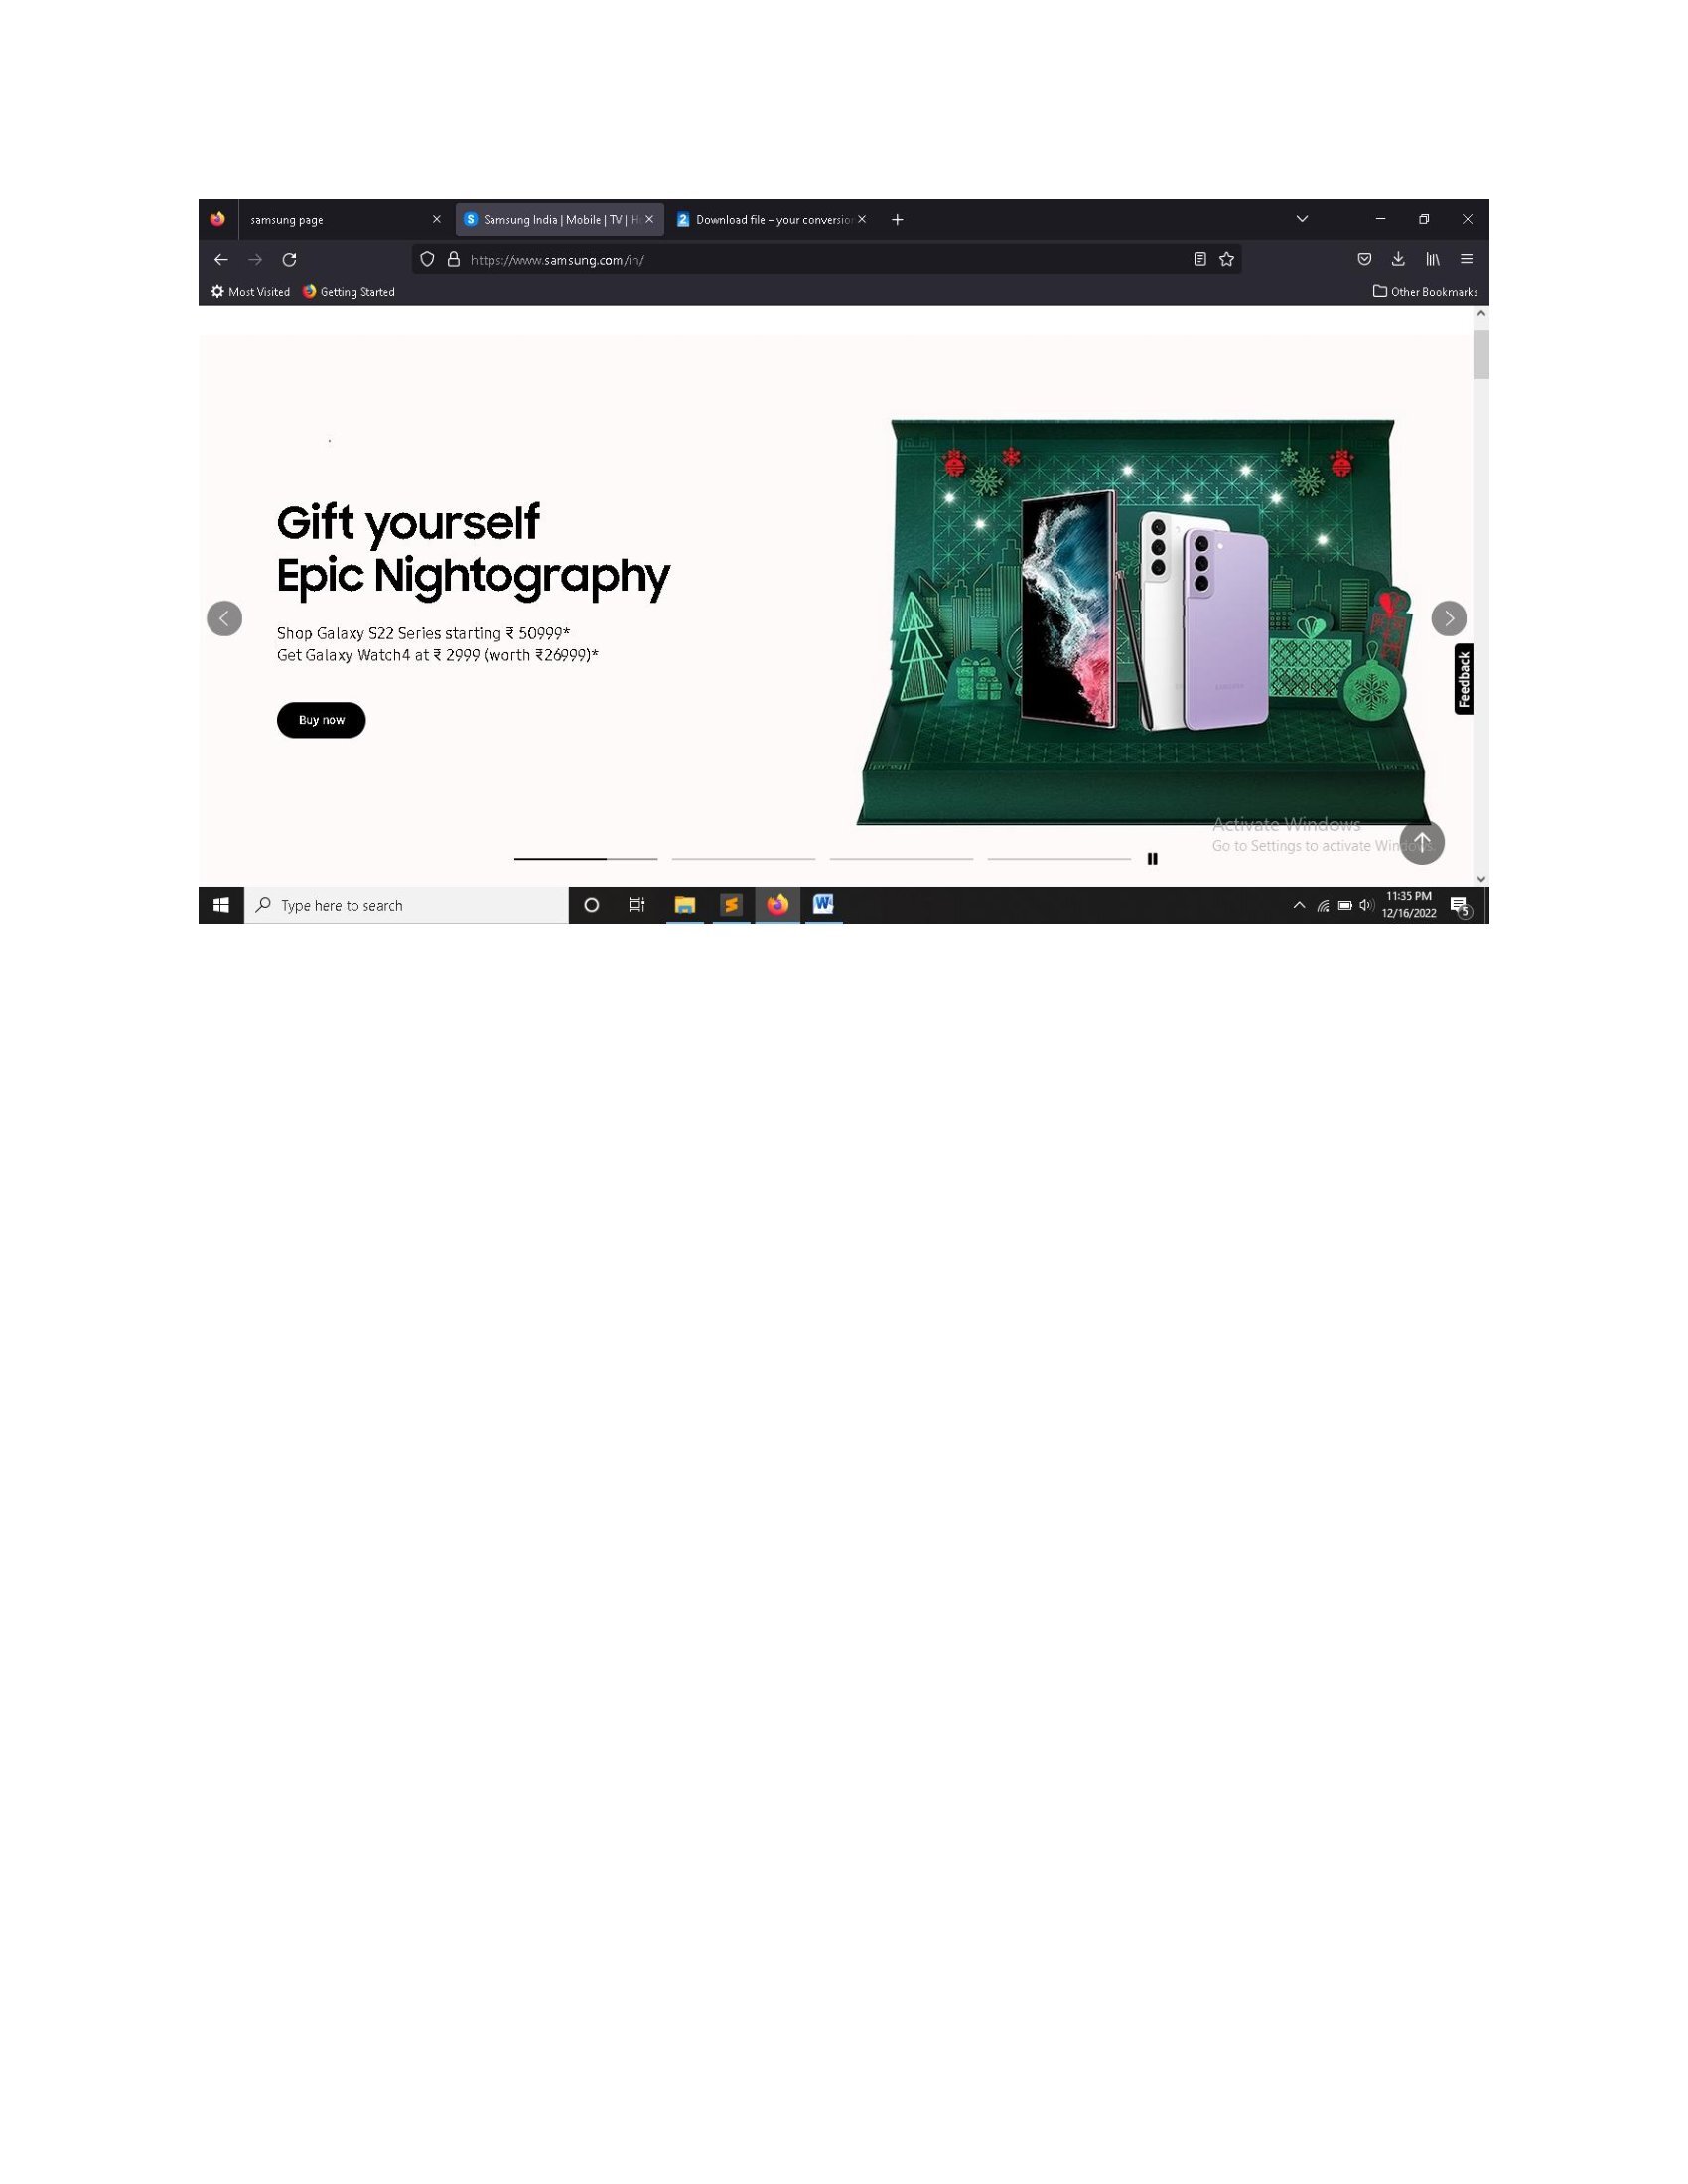 samsung page
Samsung India | Mobile | TV | H
Download file – your conversion
https://www.samsung.com/in/
Most Visited
Getting Started
Other Bookmarks
Gift yourself
Epic Nightography
Shop Galaxy S22 Series starting ₹ 50999*
Get Galaxy Watch4 at ₹ 2999 (worth ₹26999)*
Buy now
Feedback
Activate Windows
Go to Settings to activate Windows.
Type here to search
11:35 PM
12/16/2022
5